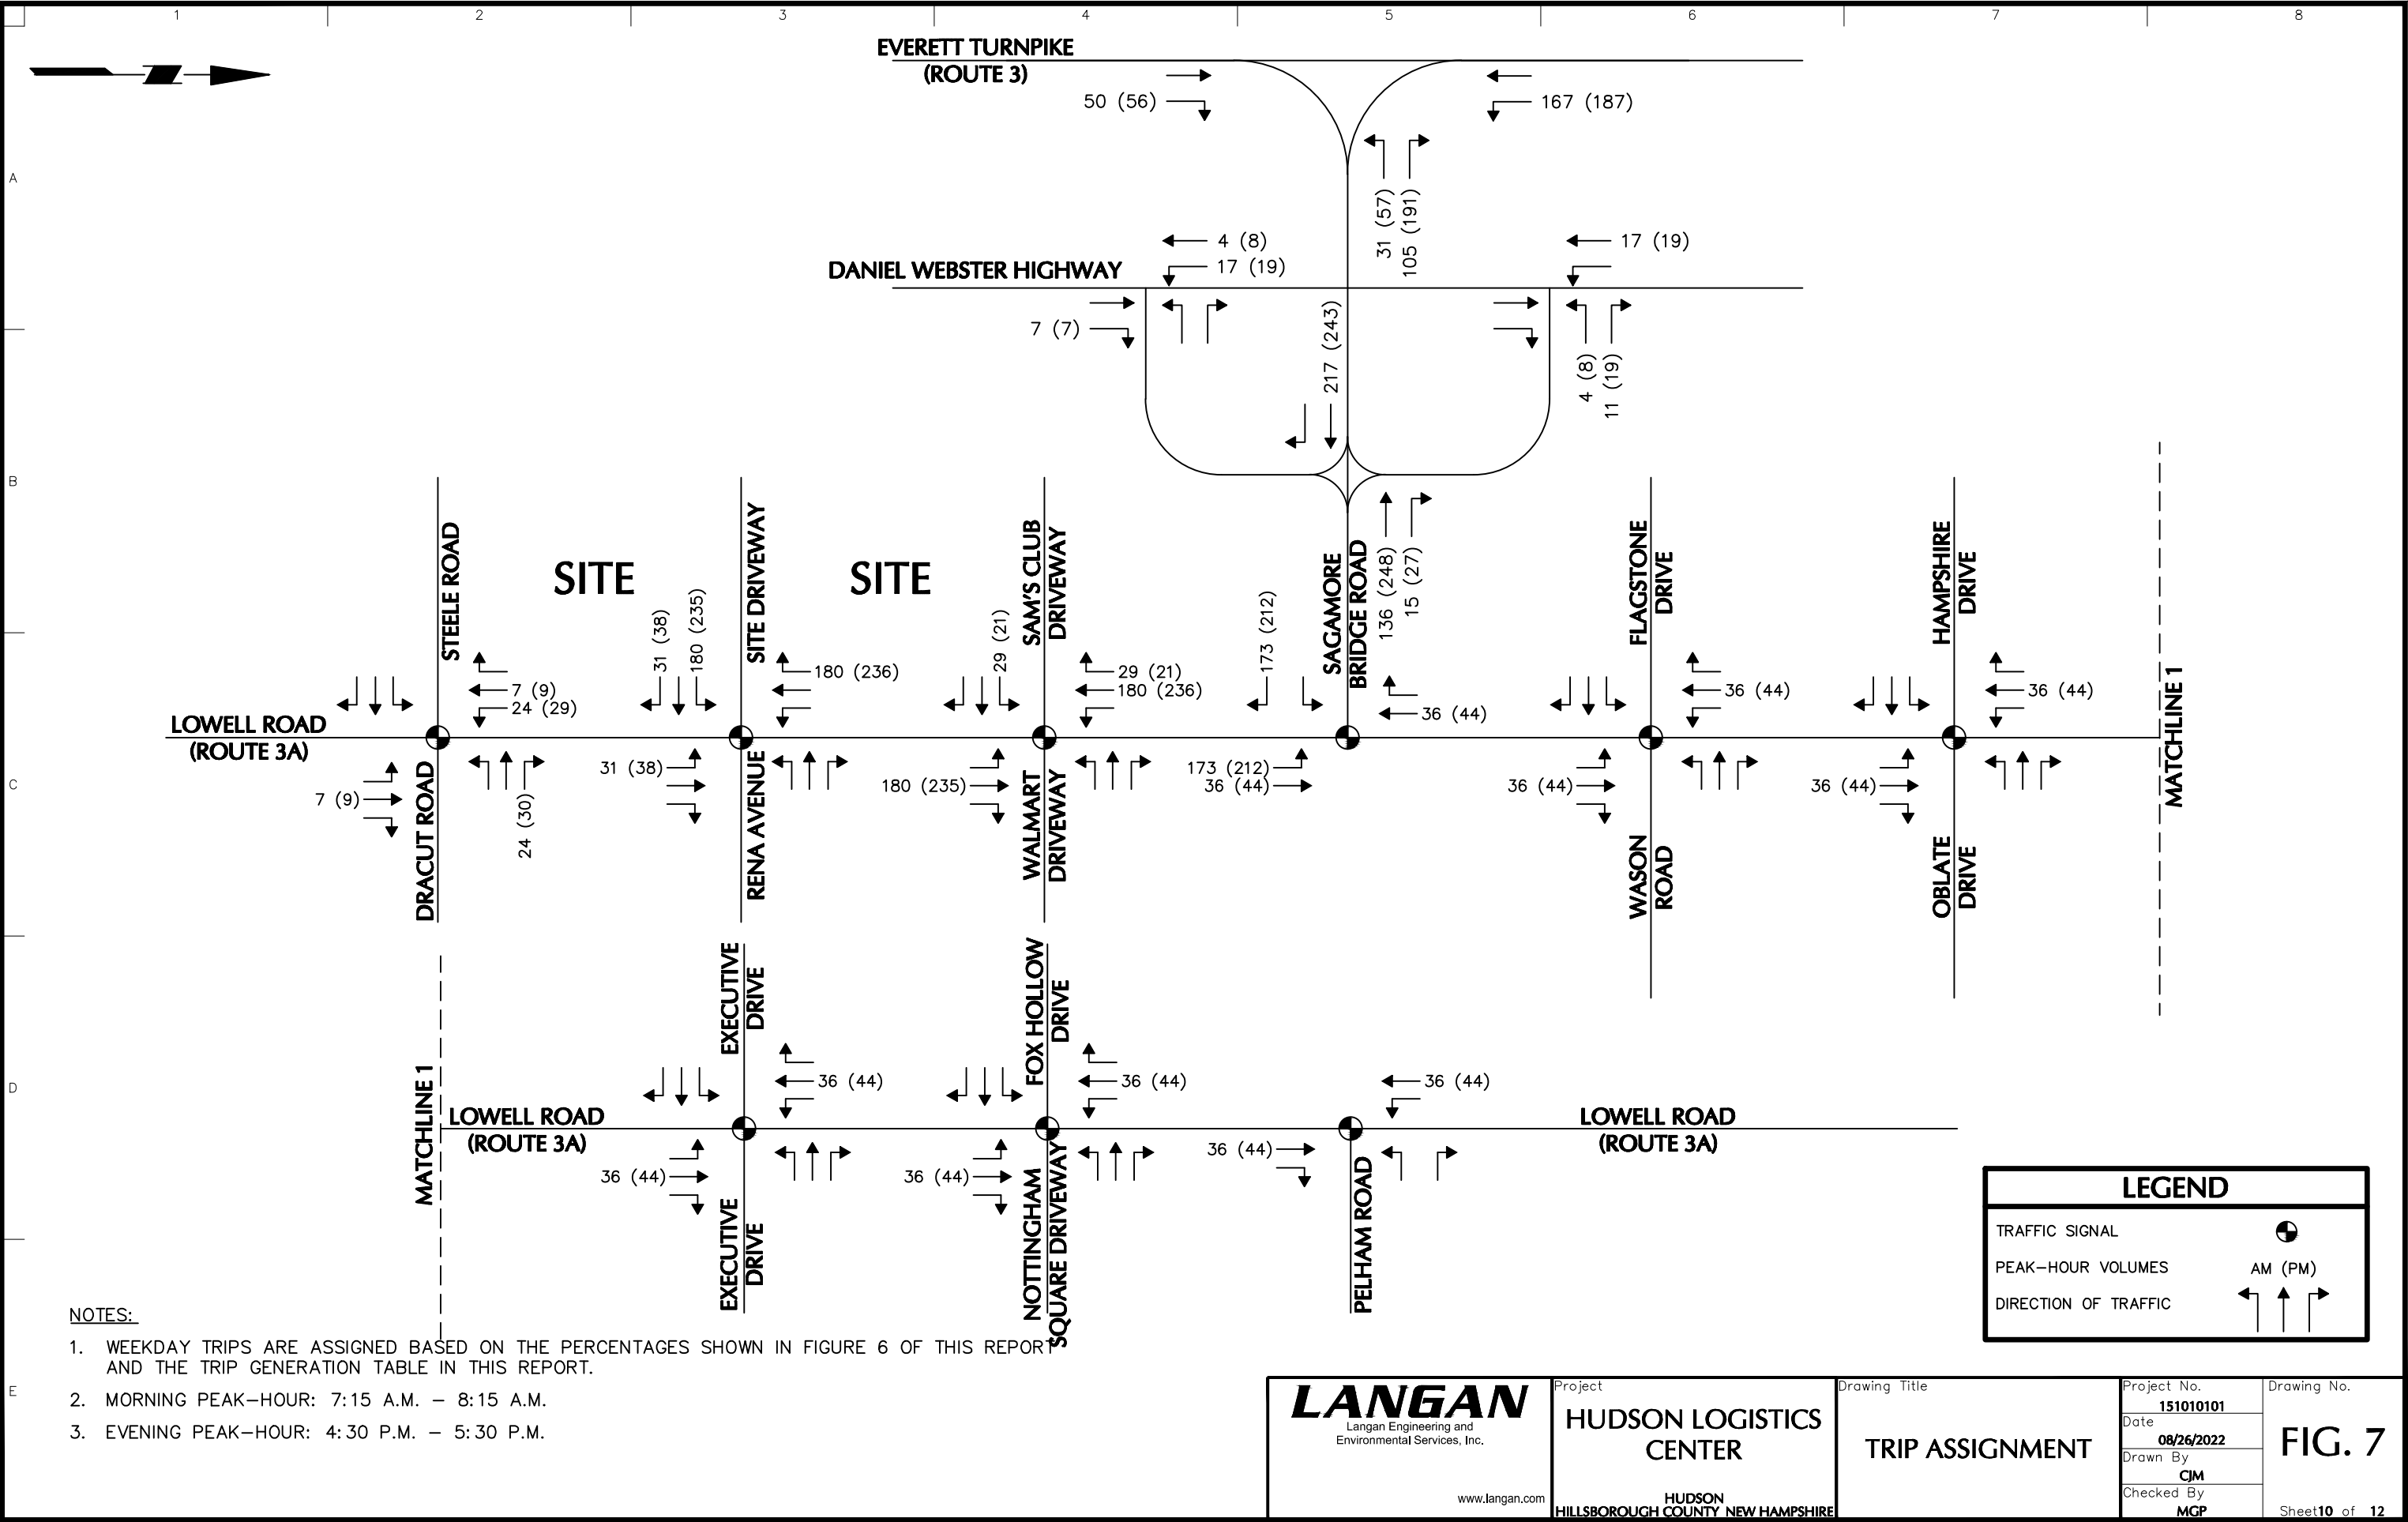 1 2 3 4 5 6 7 8
A
B
C
D
E
EVERETT TURNPIKE
(ROUTE 3)
50 (56)
167 (187)
31 (57)
105 (191)
4 (8)
17 (19)
17 (19)
DANIEL WEBSTER HIGHWAY
7 (7)
217 (243)
4 (8)
11 (19)
STEELE ROAD
SITE
SITE DRIVEWAY
SITE
SAM'S CLUB
DRIVEWAY
SAGAMORE
BRIDGE ROAD
136 (248)
15 (27)
FLAGSTONE
DRIVE
HAMPSHIRE
DRIVE
MATCHLINE 1
7 (9)
24 (29)
31 (38)
180 (235)
180 (236)
29 (21)
29 (21)
180 (236)
173 (212)
36 (44)
36 (44)
36 (44)
LOWELL ROAD
(ROUTE 3A)
7 (9)
24 (30)
31 (38)
180 (235)
173 (212)
36 (44)
36 (44)
36 (44)
DRACUT ROAD
RENA AVENUE
WALMART
DRIVEWAY
WASON
ROAD
OBLATE
DRIVE
MATCHLINE 1
EXECUTIVE
DRIVE
FOX HOLLOW
DRIVE
36 (44)
36 (44)
36 (44)
LOWELL ROAD
(ROUTE 3A)
LOWELL ROAD
(ROUTE 3A)
36 (44)
36 (44)
36 (44)
EXECUTIVE
DRIVE
NOTTINGHAM
SQUARE DRIVEWAY
PELHAM ROAD
LEGEND
TRAFFIC SIGNAL
PEAK-HOUR VOLUMES AM (PM)
DIRECTION OF TRAFFIC
NOTES:
1. WEEKDAY TRIPS ARE ASSIGNED BASED ON THE PERCENTAGES SHOWN IN FIGURE 6 OF THIS REPORT
AND THE TRIP GENERATION TABLE IN THIS REPORT.
2. MORNING PEAK-HOUR: 7:15 A.M. - 8:15 A.M.
3. EVENING PEAK-HOUR: 4:30 P.M. - 5:30 P.M.
LANGAN
Langan Engineering and
Environmental Services, Inc.
www.langan.com
Project
HUDSON LOGISTICS
CENTER
HUDSON
HILLSBOROUGH COUNTY NEW HAMPSHIRE
Drawing Title
TRIP ASSIGNMENT
Project No.
151010101
Date
08/26/2022
Drawn By
CJM
Checked By
MGP
Drawing No.
FIG. 7
Sheet 10 of 12